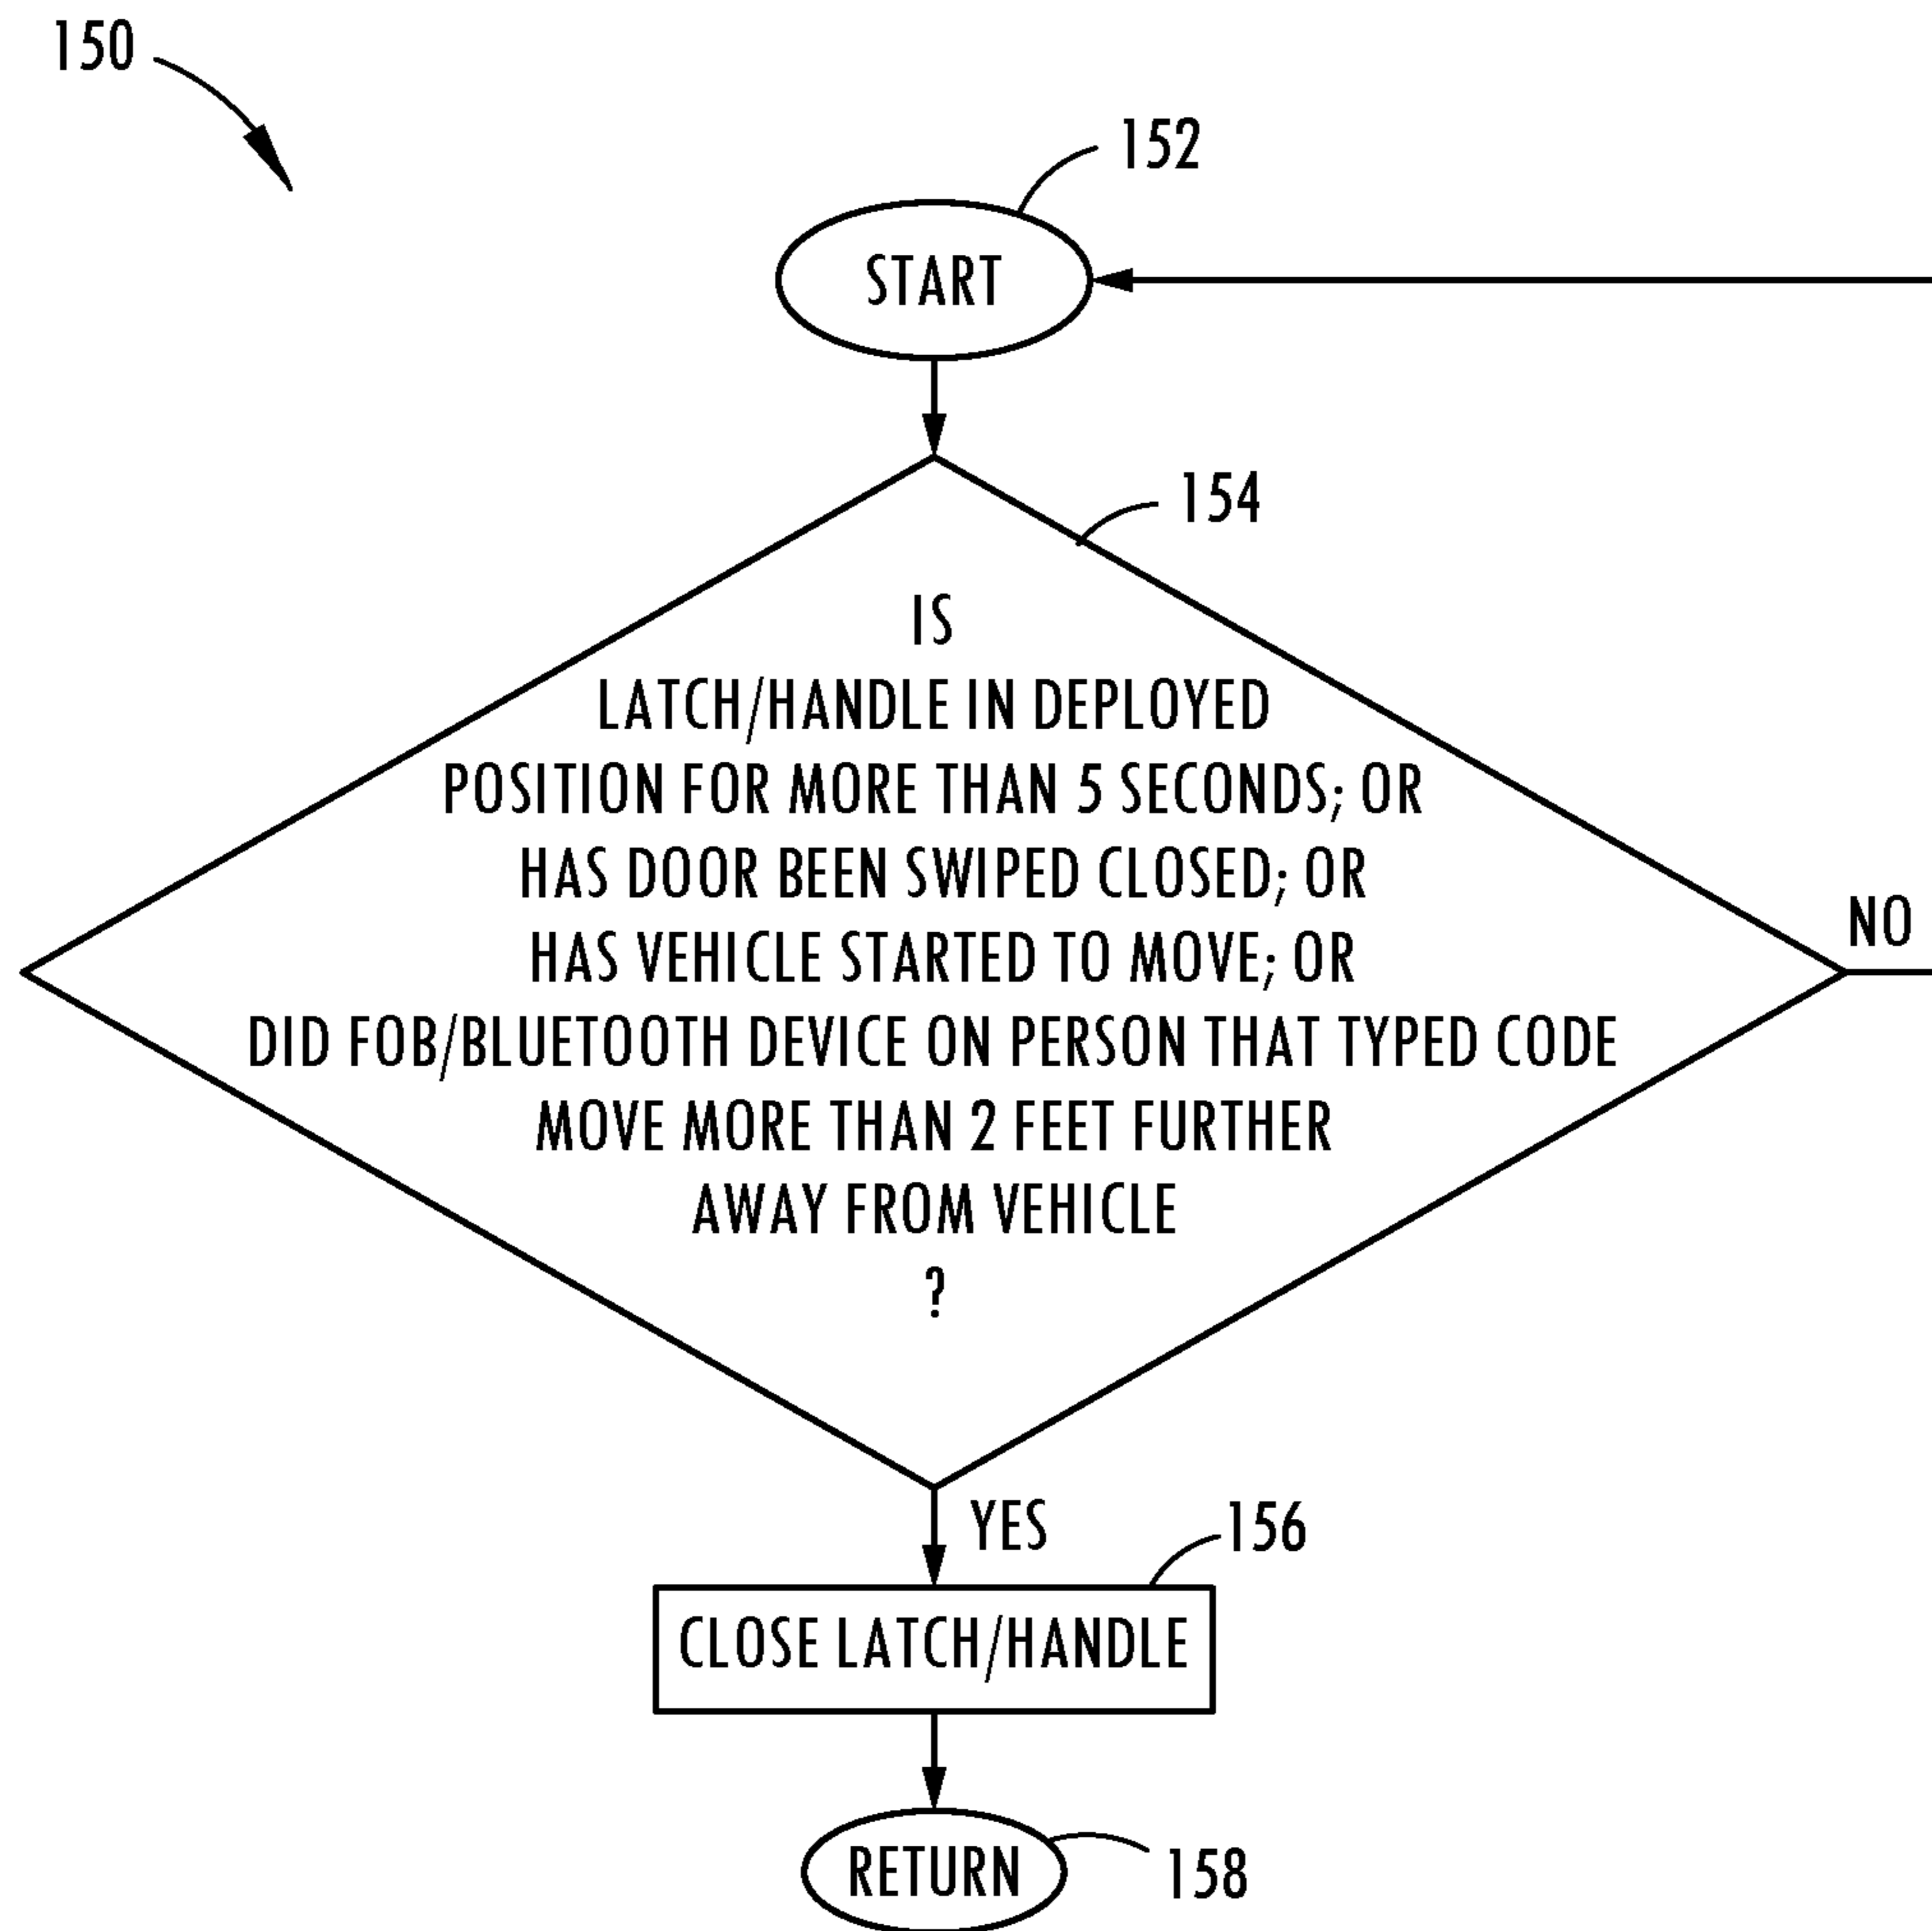 150
152
START
154
IS
LATCH/HANDLE IN DEPLOYED
POSITION FOR MORE THAN 5 SECONDS; OR
HAS DOOR BEEN SWIPED CLOSED; OR
HAS VEHICLE STARTED TO MOVE; OR
DID FOB/BLUETOOTH DEVICE ON PERSON THAT TYPED CODE
MOVE MORE THAN 2 FEET FURTHER
AWAY FROM VEHICLE
?
NO
YES
156
CLOSE LATCH/HANDLE
RETURN
158